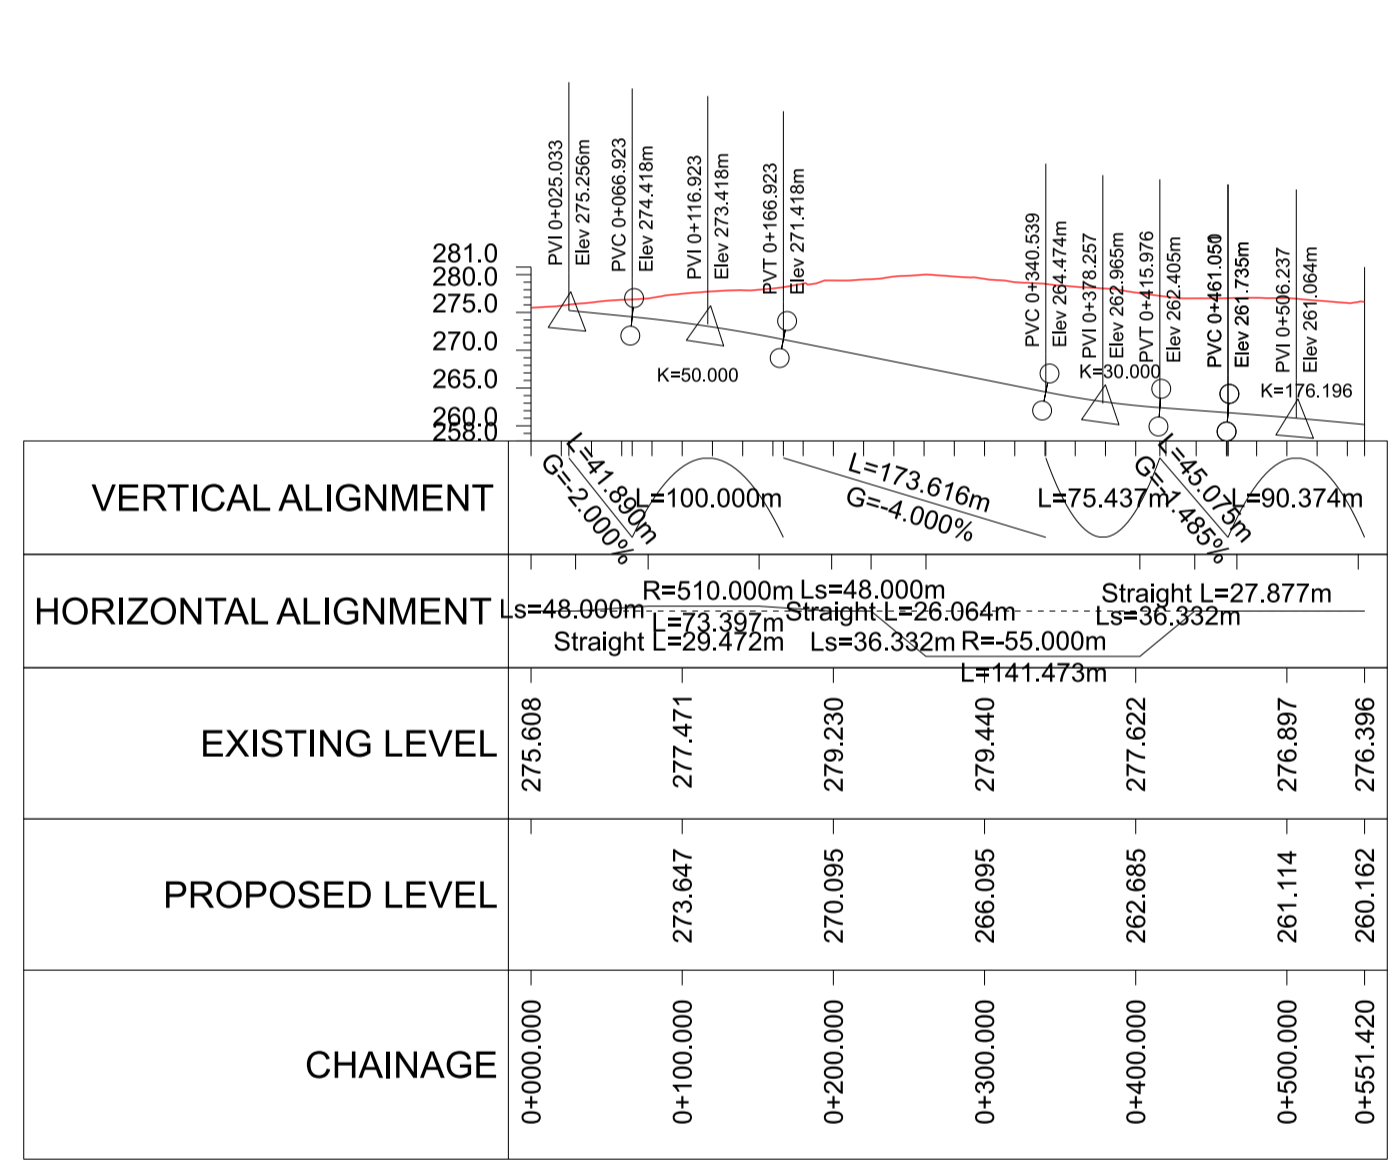 PVI 0+025.033
Elev 275.256m
PVC 0+066.923
Elev 274.418m
PVI 0+116.923
Elev 273.418m
PVT 0+166.923
Elev 271.418m
PVC 0+340.539
Elev 264.474m
PVI 0+378.257
Elev 262.965m
PVT 0+415.976
Elev 262.405m
PVC 0+461.050
Elev 261.735m
PVI 0+506.237
Elev 261.064m
281.0
280.0
275.0
270.0
265.0
260.0
258.0
K=50.000
K=30.000
K=176.196
VERTICAL ALIGNMENT
L=41.890m
G=-2.000%
L=100.000m
L=173.616m
G=-4.000%
L=75.437m
L=45.075m
G=-1.485%
L=90.374m
HORIZONTAL ALIGNMENT
Ls=48.000m
Straight L=29.472m
R=510.000m
L=73.397m
Ls=48.000m
Straight L=26.064m
Ls=36.332m
R=-55.000m
L=141.473m
Straight L=27.877m
Ls=36.332m
EXISTING LEVEL
275.608
277.471
279.230
279.440
277.622
276.897
276.396
PROPOSED LEVEL
273.647
270.095
266.095
262.685
261.114
260.162
CHAINAGE
0+000.000
0+100.000
0+200.000
0+300.000
0+400.000
0+500.000
0+551.420